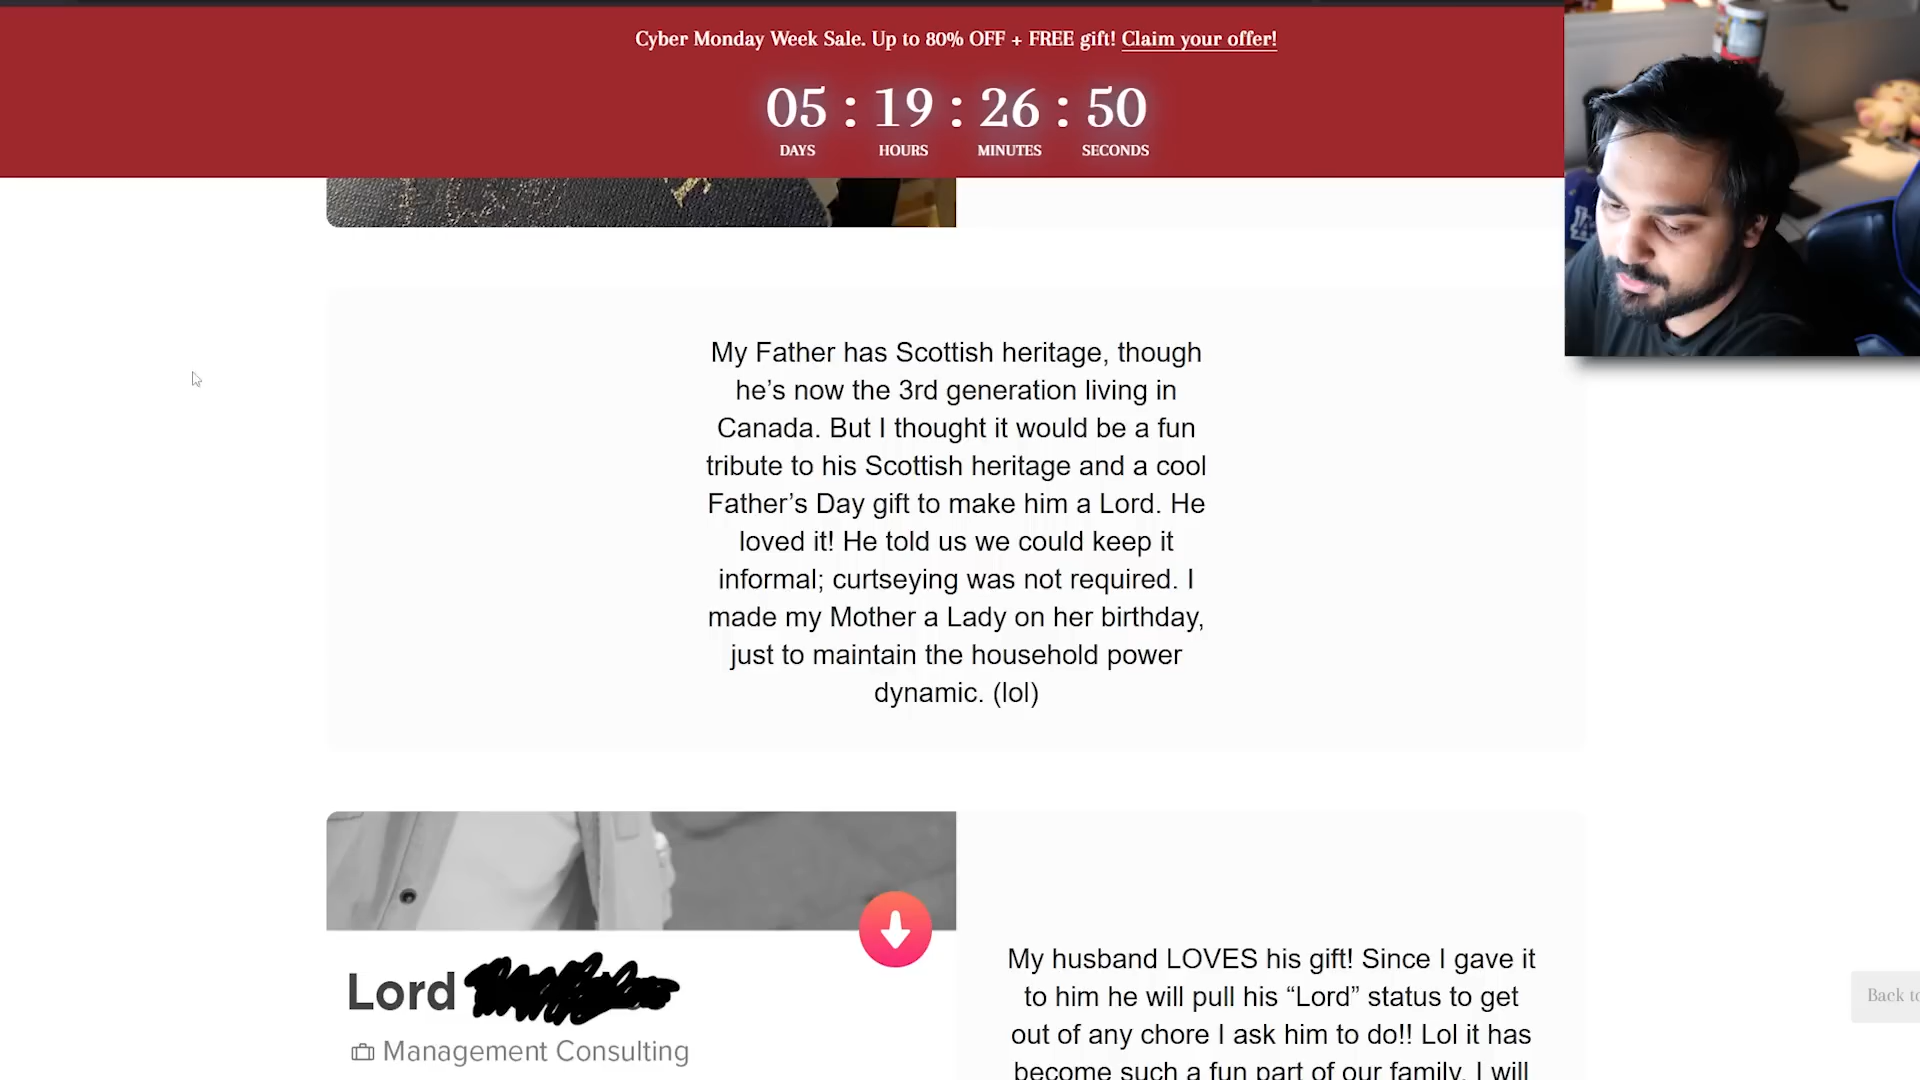 Cyber Monday Week Sale. Up to 80% OFF + FREE gift! Claim your offer!
05 : 19 : 26 : 50
DAYS HOURS MINUTES SECONDS
My Father has Scottish heritage, though
he’s now the 3rd generation living in
Canada. But I thought it would be a fun
tribute to his Scottish heritage and a cool
Father’s Day gift to make him a Lord. He
loved it! He told us we could keep it
informal; curtseying was not required. I
made my Mother a Lady on her birthday,
just to maintain the household power
dynamic. (lol)
Lord
Management Consulting
My husband LOVES his gift! Since I gave it
to him he will pull his “Lord” status to get
out of any chore I ask him to do!! Lol it has
become such a fun part of our family. I will
Back to